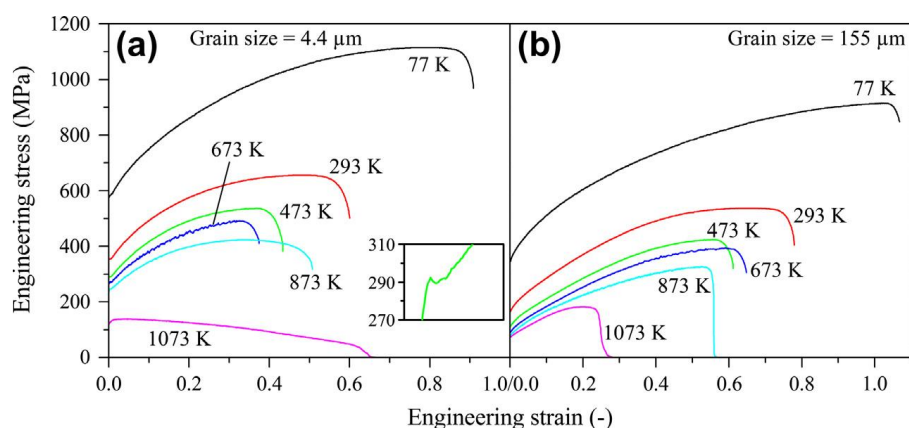 1200
1000
800
600
400
200
0
Engineering stress (MPa)
(a)
Grain size = 4.4 µm
77 K
673 K
293 K
473 K
873 K
1073 K
310
290
270
0.0 0.2 0.4 0.6 0.8 1.0
(b)
Grain size = 155 µm
77 K
293 K
473 K
673 K
873 K
1073 K
0.0 0.2 0.4 0.6 0.8 1.0
Engineering strain (-)